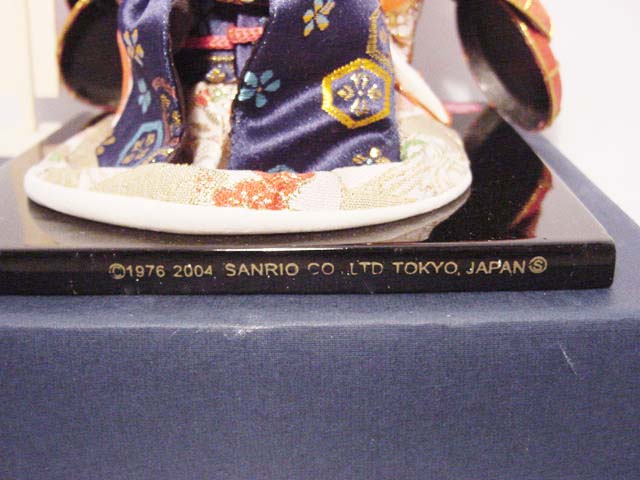 ©1976 2004 SANRIO CO.,LTD TOKYO, JAPAN Ⓢ